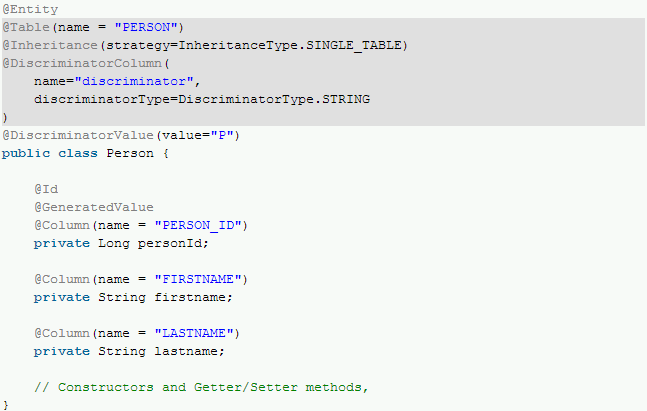 @Entity
@Table(name = "PERSON")
@Inheritance(strategy=InheritanceType.SINGLE_TABLE)
@DiscriminatorColumn(
    name="discriminator",
    discriminatorType=DiscriminatorType.STRING
)
@DiscriminatorValue(value="P")
public class Person {
    @Id
    @GeneratedValue
    @Column(name = "PERSON_ID")
    private Long personId;
    @Column(name = "FIRSTNAME")
    private String firstname;
    @Column(name = "LASTNAME")
    private String lastname;
    // Constructors and Getter/Setter methods,
}